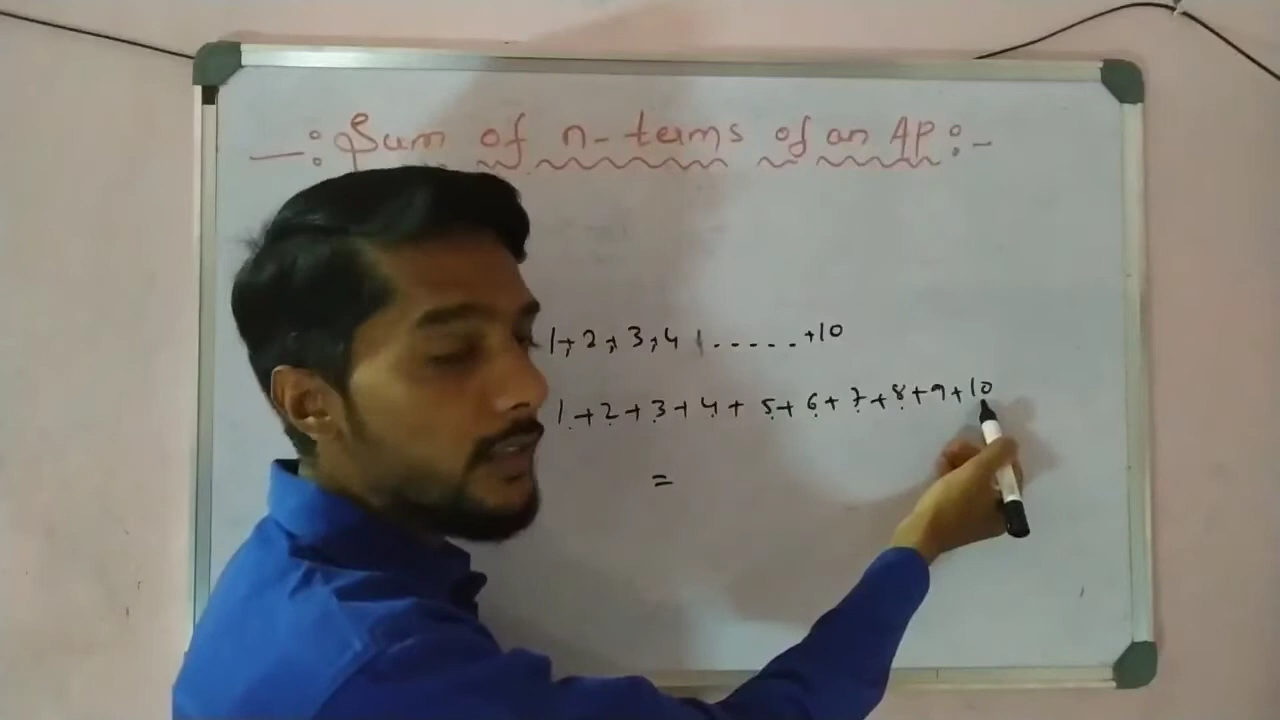 —: Sum of n-terms of an AP :-
1, 2, 3, 4, ...... +10
1 + 2 + 3 + 4 + 5 + 6 + 7 + 8 + 9 + 10
=